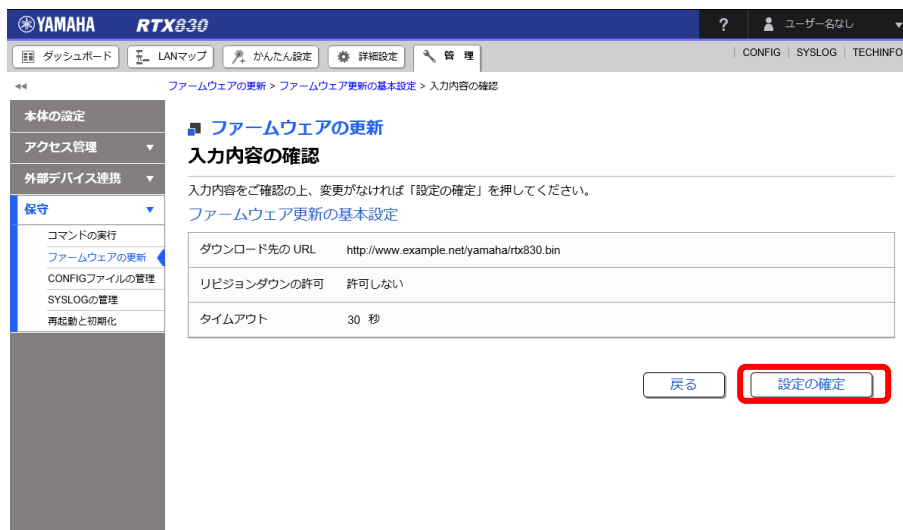 YAMAHA RTX830 ? ユーザー名なし
ダッシュボード LANマップ かんたん設定 詳細設定 管 理 CONFIG SYSLOG TECHINFO
ファームウェアの更新 > ファームウェア更新の基本設定 > 入力内容の確認
本体の設定
アクセス管理
外部デバイス連携
保守
コマンドの実行
ファームウェアの更新
CONFIGファイルの管理
SYSLOGの管理
再起動と初期化
ファームウェアの更新
入力内容の確認
入力内容をご確認の上、変更がなければ「設定の確定」を押してください。
ファームウェア更新の基本設定
ダウンロード先の URL http://www.example.net/yamaha/rtx830.bin
リビジョンダウンの許可 許可しない
タイムアウト 30 秒
戻る 設定の確定